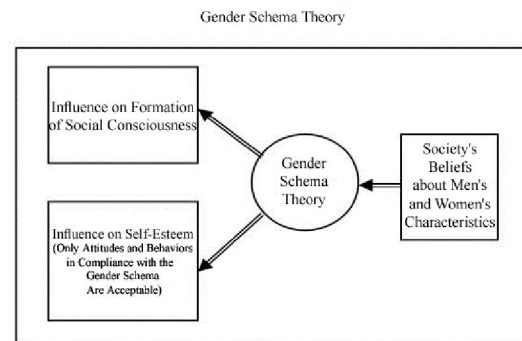 Gender Schema Theory
Influence on Formation
of Social Consciousness
Gender
Schema
Theory
Society's
Beliefs
about Men's
and Women's
Characteristics
Influence on Self-Esteem
(Only Attitudes and Behaviors
in Compliance with the
Gender Schema
Are Acceptable)